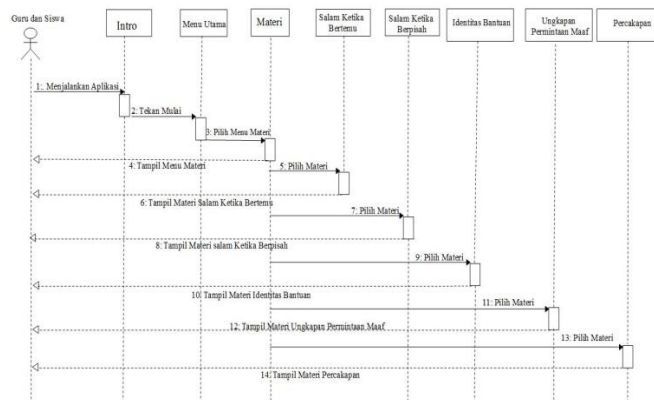 Guru dan Siswa
Intro
Menu Utama
Materi
Salam Ketika
Bertemu
Salam Ketika
Berpisah
Identitas Bantuan
Ungkapan
Permintaan Maaf
Percakapan
1:. Menjalankan Aplikasi
2: Tekan Mulai
3: Pilih Menu Materi
4: Tampil Menu Materi
5: Pilih Materi
6: Tampil Materi Salam Ketika Bertemu
7: Pilih Materi
8: Tampil Materi salam Ketika Berpisah
9: Pilih Materi
10: Tampil Materi Identitas Bantuan
11: Pilih Materi
12: Tampil Materi Ungkapan Permintaan Maaf
13: Pilih Materi
14: Tampil Materi Percakapan